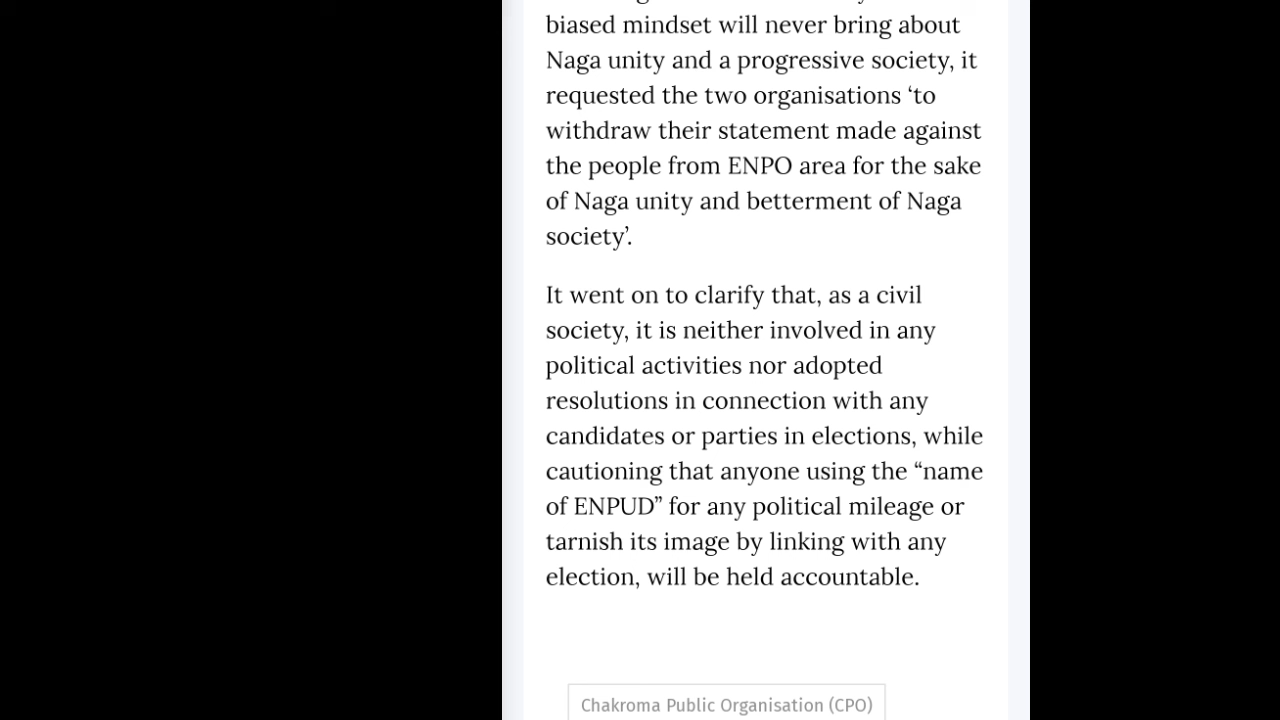 biased mindset will never bring about
Naga unity and a progressive society, it
requested the two organisations ‘to
withdraw their statement made against
the people from ENPO area for the sake
of Naga unity and betterment of Naga
society’.
It went on to clarify that, as a civil
society, it is neither involved in any
political activities nor adopted
resolutions in connection with any
candidates or parties in elections, while
cautioning that anyone using the “name
of ENPUD” for any political mileage or
tarnish its image by linking with any
election, will be held accountable.
Chakroma Public Organisation (CPO)